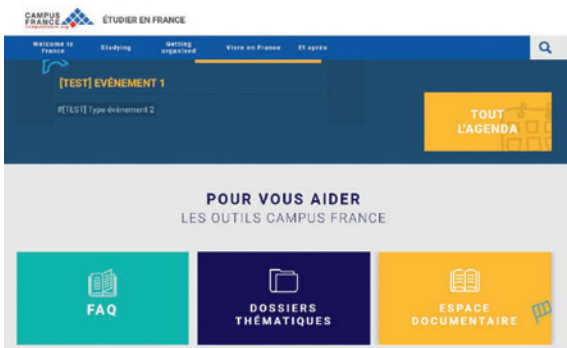 CAMPUS
FRANCE
ÉTUDIER EN FRANCE
Welcome to
France
Studying
Getting
organised
Vivre en France
Et après
[TEST] EVÉNEMENT 1
#[TEST] Type événement 2
TOUT
L'AGENDA
POUR VOUS AIDER
LES OUTILS CAMPUS FRANCE
FAQ
DOSSIERS
THÉMATIQUES
ESPACE
DOCUMENTAIRE